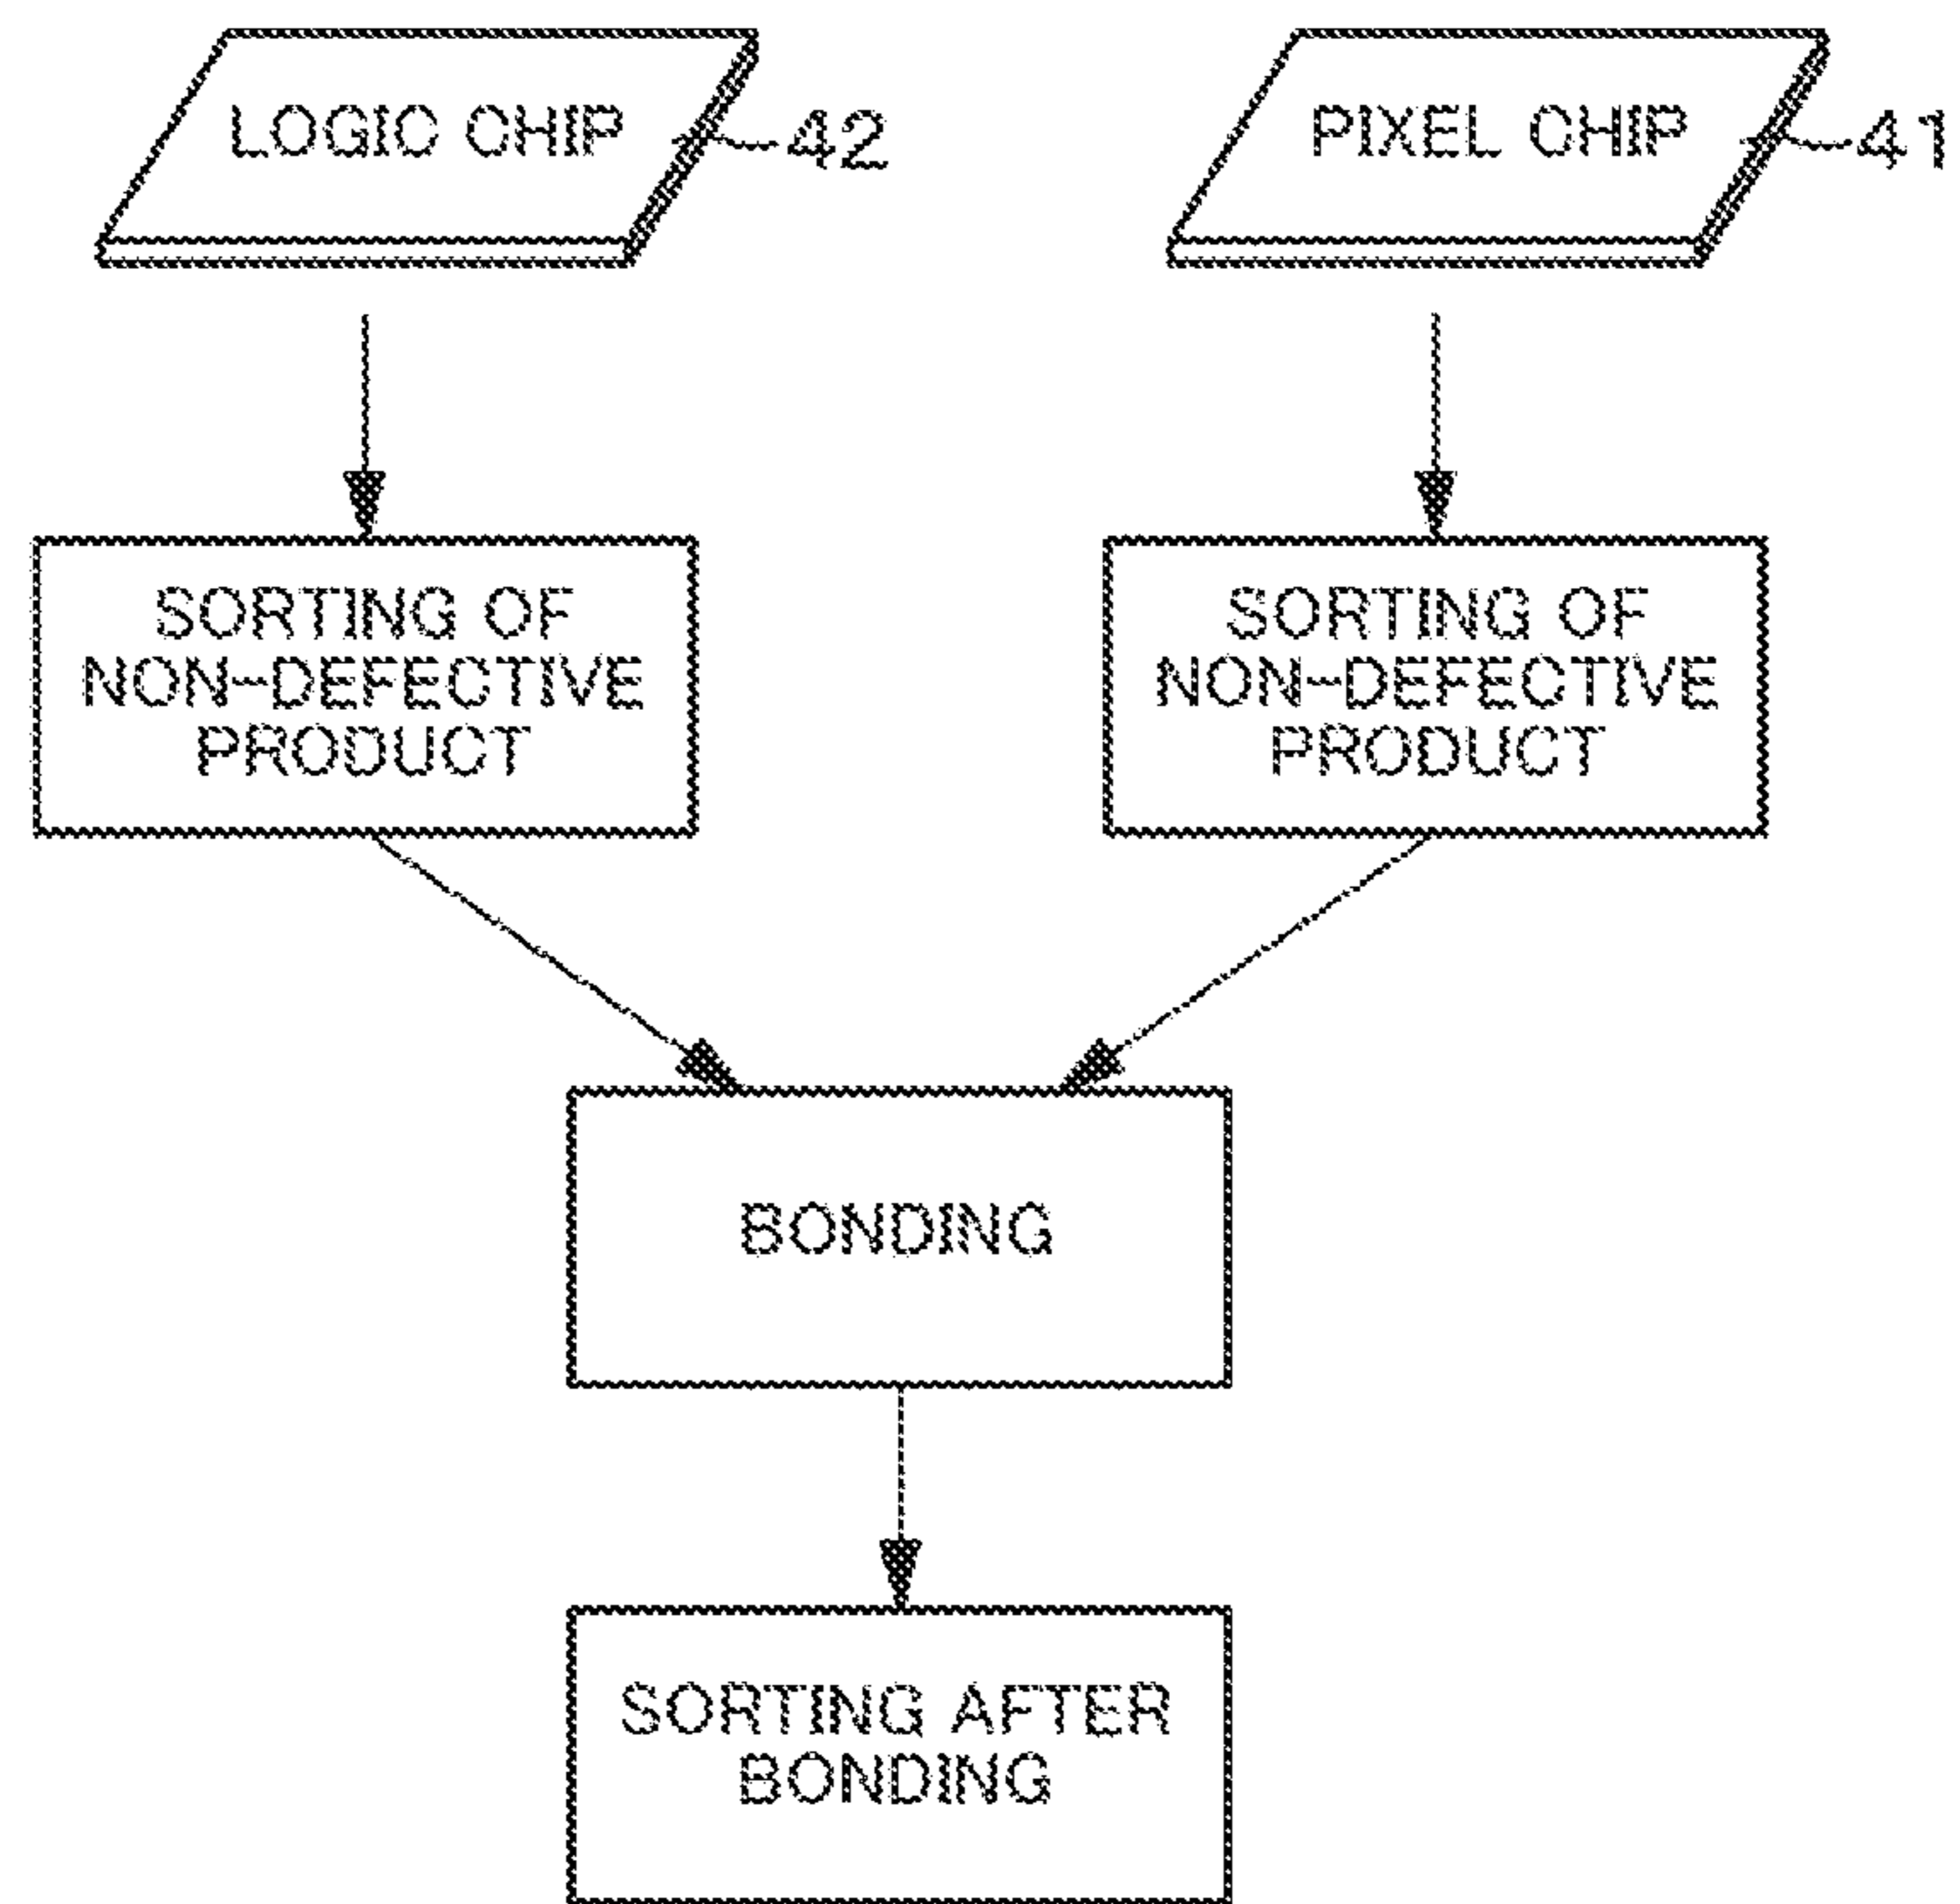 LOGIC CHIP
42
PIXEL CHIP
41
SORTING OF
NON-DEFECTIVE
PRODUCT
SORTING OF
NON-DEFECTIVE
PRODUCT
BONDING
SORTING AFTER
BONDING